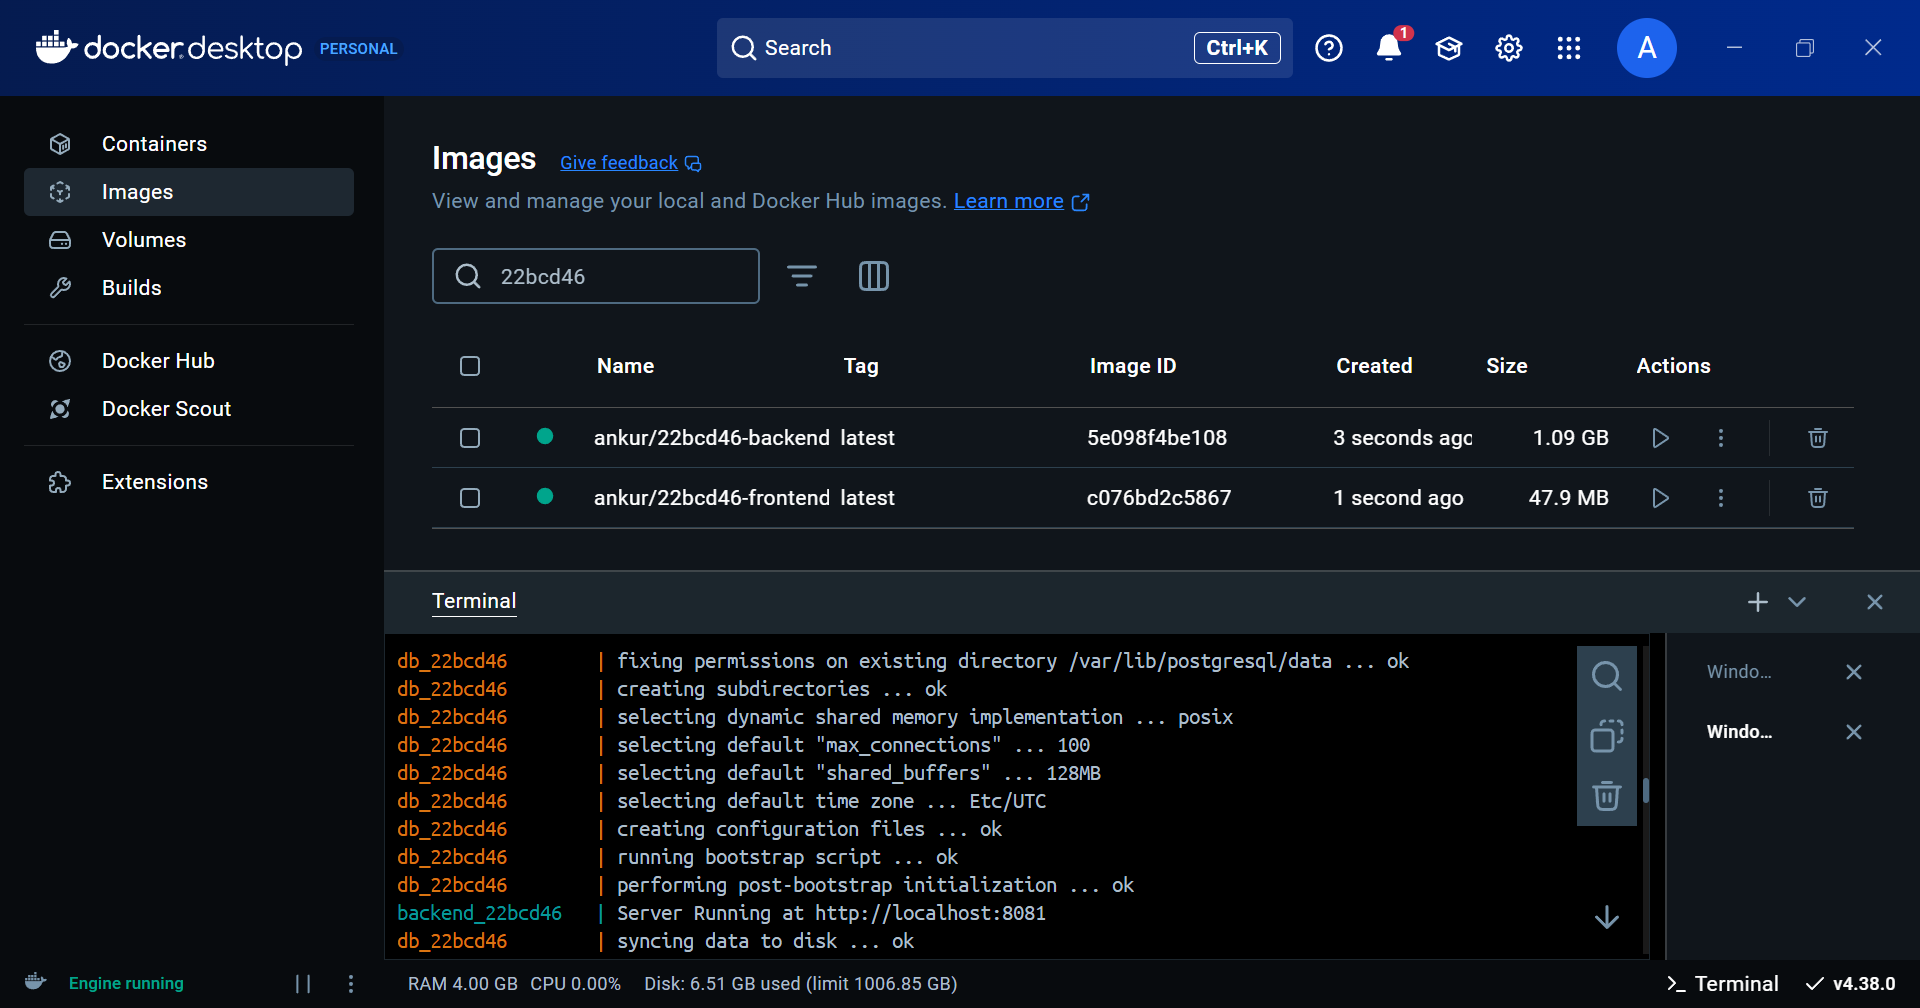 docker desktop PERSONAL
Search Ctrl+K
1
A
Containers
Images
Volumes
Builds
Docker Hub
Docker Scout
Extensions
Images Give feedback
View and manage your local and Docker Hub images. Learn more
22bcd46
Name Tag Image ID Created Size Actions
ankur/22bcd46-backend latest 5e098f4be108 3 seconds ago 1.09 GB
ankur/22bcd46-frontend latest c076bd2c5867 1 second ago 47.9 MB
Terminal
db_22bcd46 | fixing permissions on existing directory /var/lib/postgresql/data ... ok
db_22bcd46 | creating subdirectories ... ok
db_22bcd46 | selecting dynamic shared memory implementation ... posix
db_22bcd46 | selecting default "max_connections" ... 100
db_22bcd46 | selecting default "shared_buffers" ... 128MB
db_22bcd46 | selecting default time zone ... Etc/UTC
db_22bcd46 | creating configuration files ... ok
db_22bcd46 | running bootstrap script ... ok
db_22bcd46 | performing post-bootstrap initialization ... ok
backend_22bcd46 | Server Running at http://localhost:8081
db_22bcd46 | syncing data to disk ... ok
Windo...
Windo...
Engine running
RAM 4.00 GB CPU 0.00% Disk: 6.51 GB used (limit 1006.85 GB)
>_ Terminal
v4.38.0